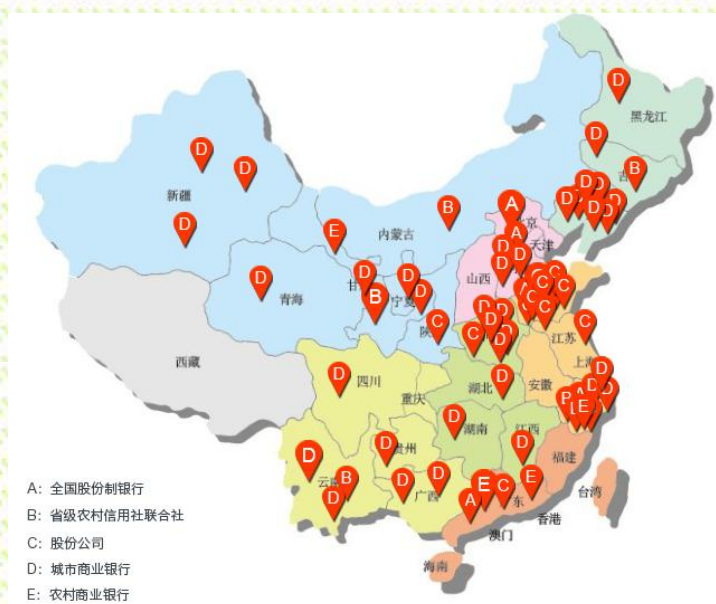 黑龙江
吉
新疆
内蒙古
北京
天津
山西
青海
甘
宁夏
陕
西藏
江苏
上海
四川
重庆
湖北
安徽
湖南
江西
贵州
云南
广西
福建
台湾
东
香港
澳门
海南
D
B
E
A
C
A：全国股份制银行
B：省级农村信用社联合社
C：股份公司
D：城市商业银行
E：农村商业银行